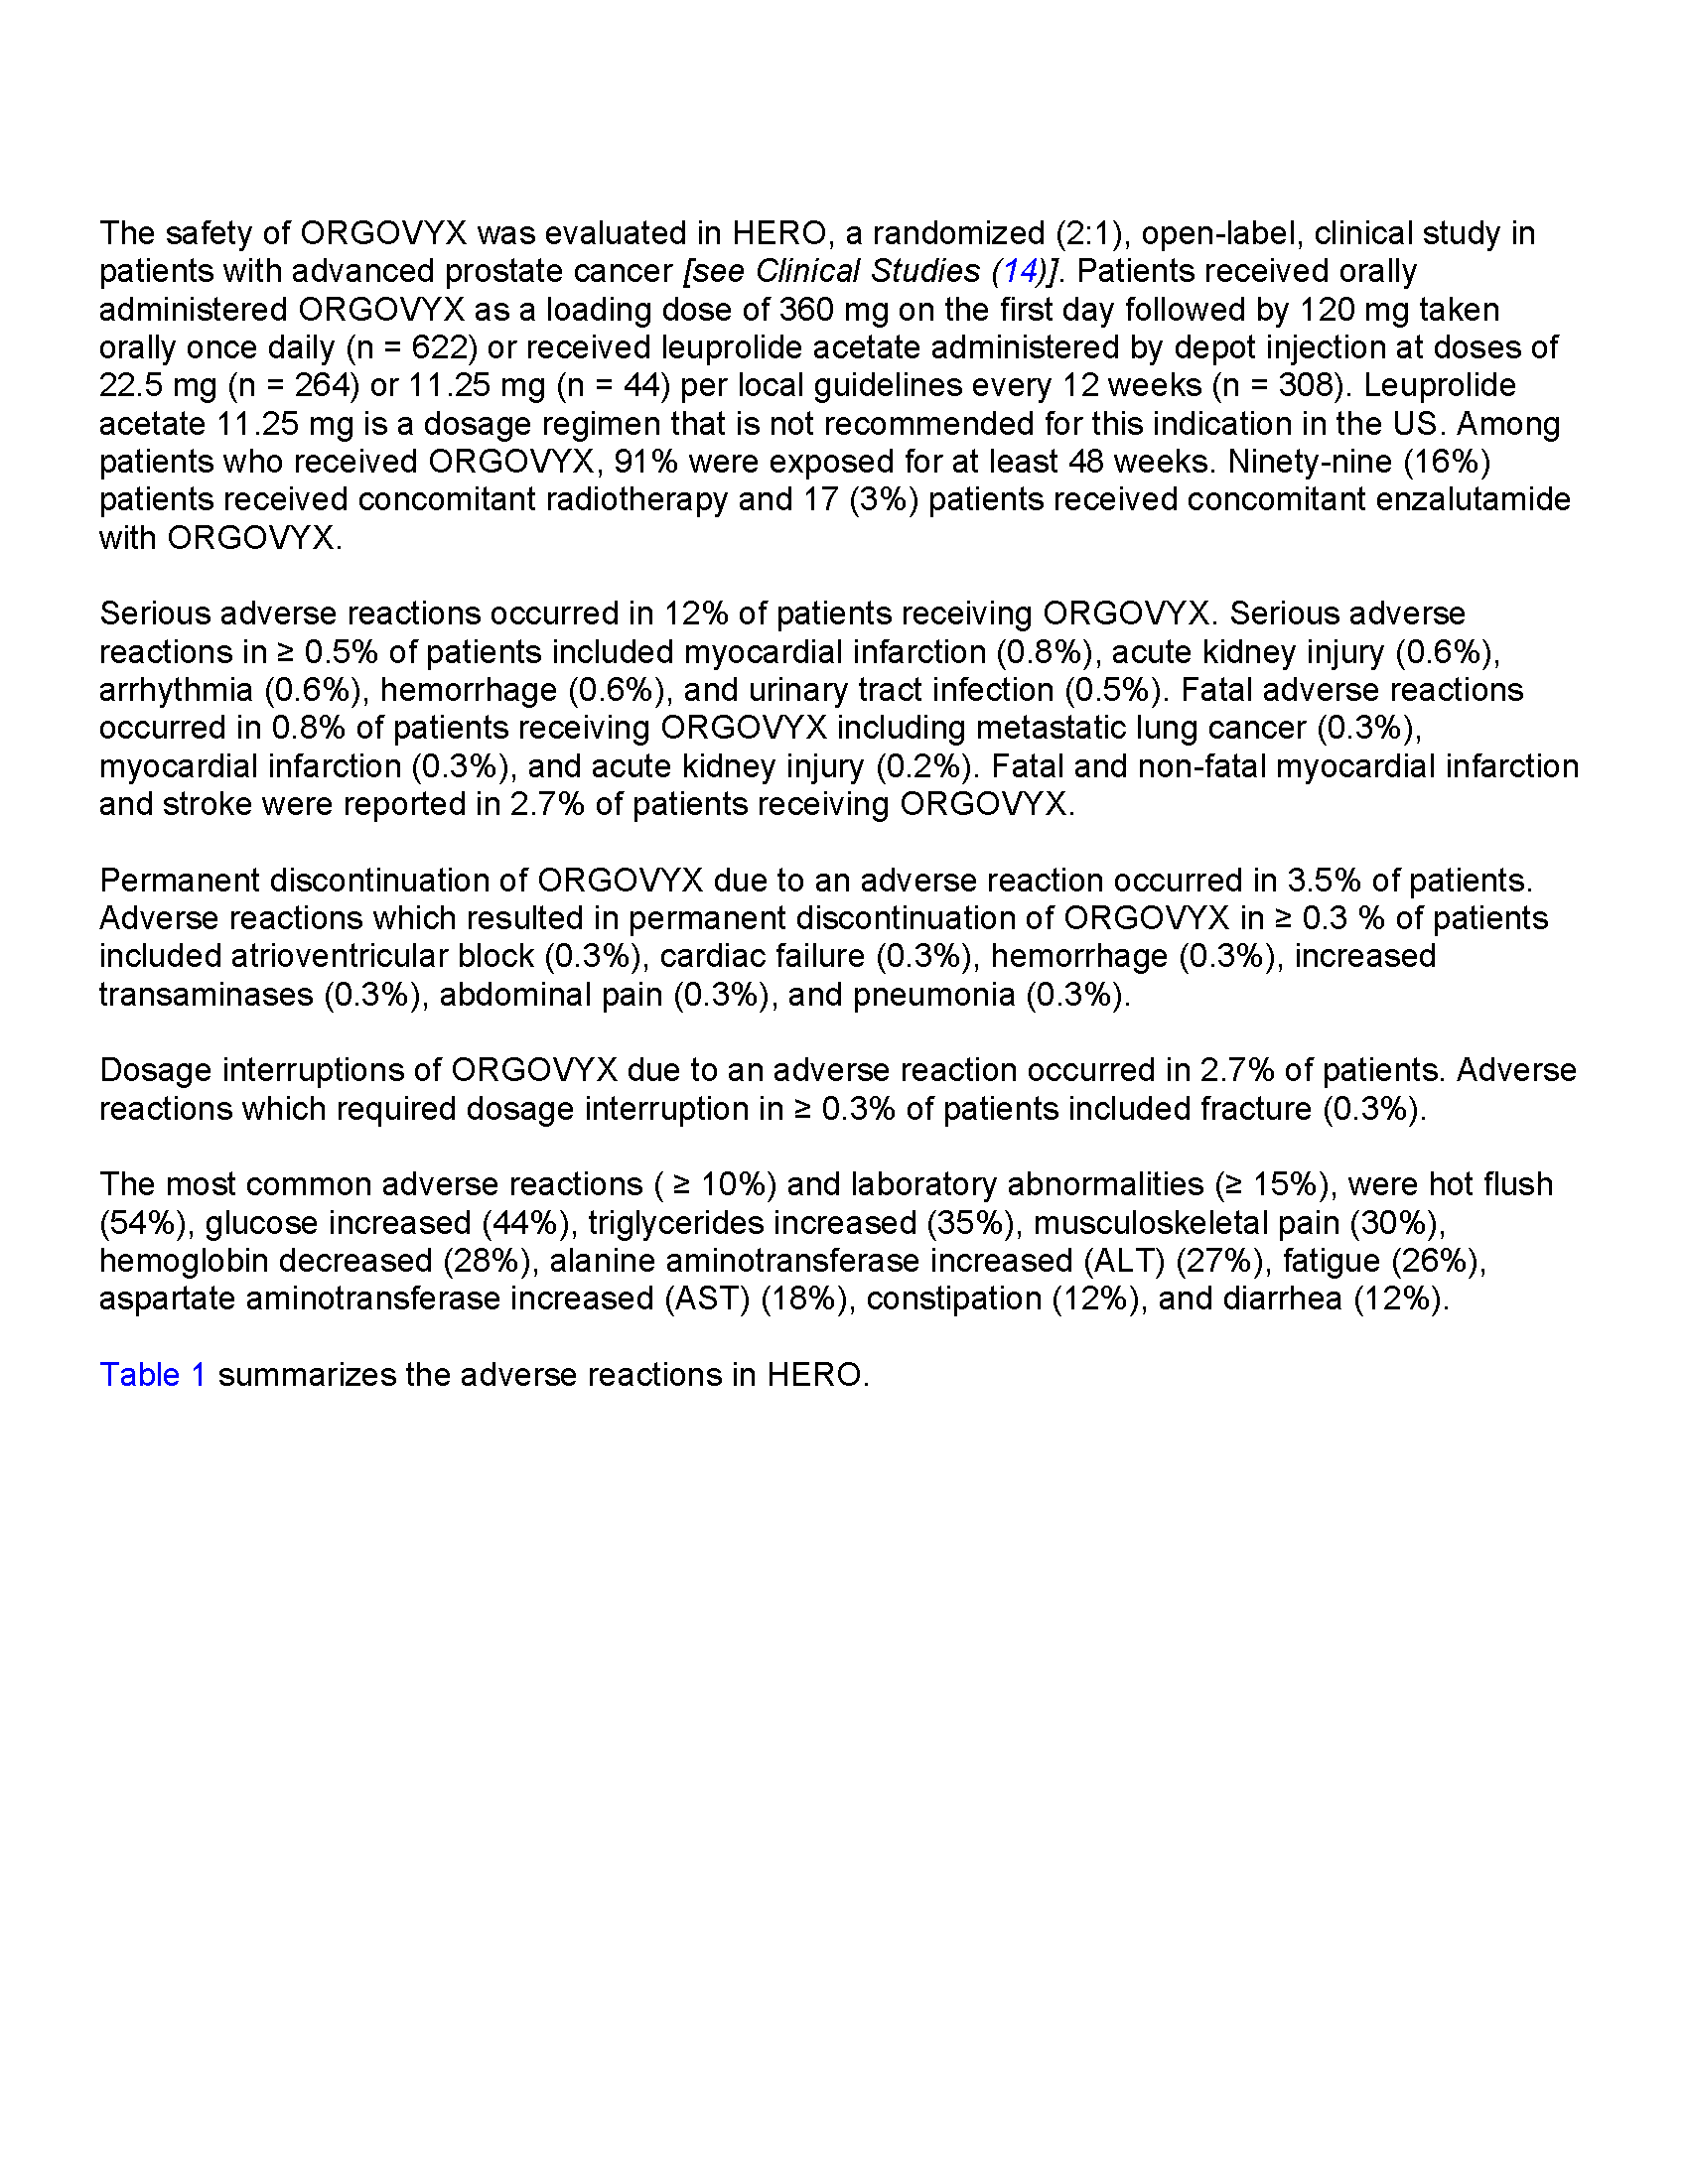 The safety of ORGOVYX was evaluated in HERO, a randomized (2:1), open-label, clinical study in
patients with advanced prostate cancer [see Clinical Studies (14)]. Patients received orally
administered ORGOVYX as a loading dose of 360 mg on the first day followed by 120 mg taken
orally once daily (n = 622) or received leuprolide acetate administered by depot injection at doses of
22.5 mg (n = 264) or 11.25 mg (n = 44) per local guidelines every 12 weeks (n = 308). Leuprolide
acetate 11.25 mg is a dosage regimen that is not recommended for this indication in the US. Among
patients who received ORGOVYX, 91% were exposed for at least 48 weeks. Ninety-nine (16%)
patients received concomitant radiotherapy and 17 (3%) patients received concomitant enzalutamide
with ORGOVYX.
Serious adverse reactions occurred in 12% of patients receiving ORGOVYX. Serious adverse
reactions in ≥ 0.5% of patients included myocardial infarction (0.8%), acute kidney injury (0.6%),
arrhythmia (0.6%), hemorrhage (0.6%), and urinary tract infection (0.5%). Fatal adverse reactions
occurred in 0.8% of patients receiving ORGOVYX including metastatic lung cancer (0.3%),
myocardial infarction (0.3%), and acute kidney injury (0.2%). Fatal and non-fatal myocardial infarction
and stroke were reported in 2.7% of patients receiving ORGOVYX.
Permanent discontinuation of ORGOVYX due to an adverse reaction occurred in 3.5% of patients.
Adverse reactions which resulted in permanent discontinuation of ORGOVYX in ≥ 0.3 % of patients
included atrioventricular block (0.3%), cardiac failure (0.3%), hemorrhage (0.3%), increased
transaminases (0.3%), abdominal pain (0.3%), and pneumonia (0.3%).
Dosage interruptions of ORGOVYX due to an adverse reaction occurred in 2.7% of patients. Adverse
reactions which required dosage interruption in ≥ 0.3% of patients included fracture (0.3%).
The most common adverse reactions ( ≥ 10%) and laboratory abnormalities (≥ 15%), were hot flush
(54%), glucose increased (44%), triglycerides increased (35%), musculoskeletal pain (30%),
hemoglobin decreased (28%), alanine aminotransferase increased (ALT) (27%), fatigue (26%),
aspartate aminotransferase increased (AST) (18%), constipation (12%), and diarrhea (12%).
Table 1 summarizes the adverse reactions in HERO.